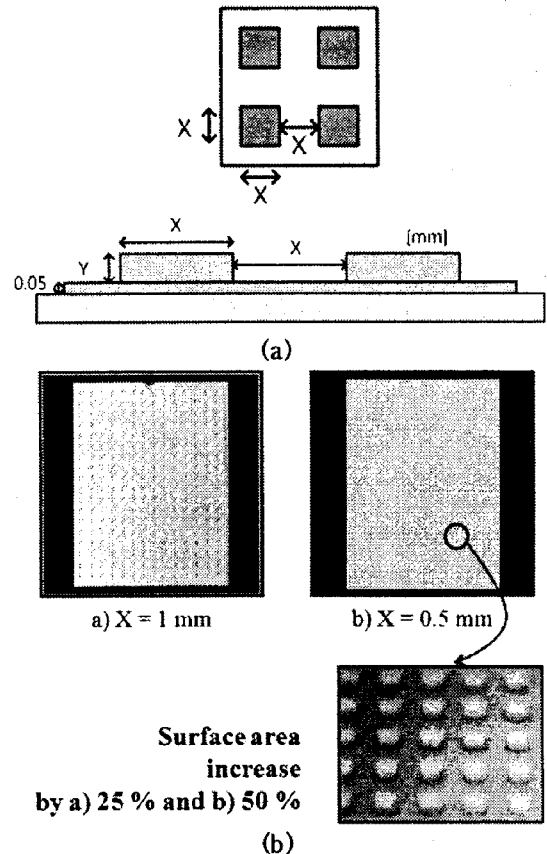 X
X
X
X
X
Y
[mm]
0.05
(a)
a) X = 1 mm
b) X = 0.5 mm
Surface area
increase
by a) 25 % and b) 50 %
(b)